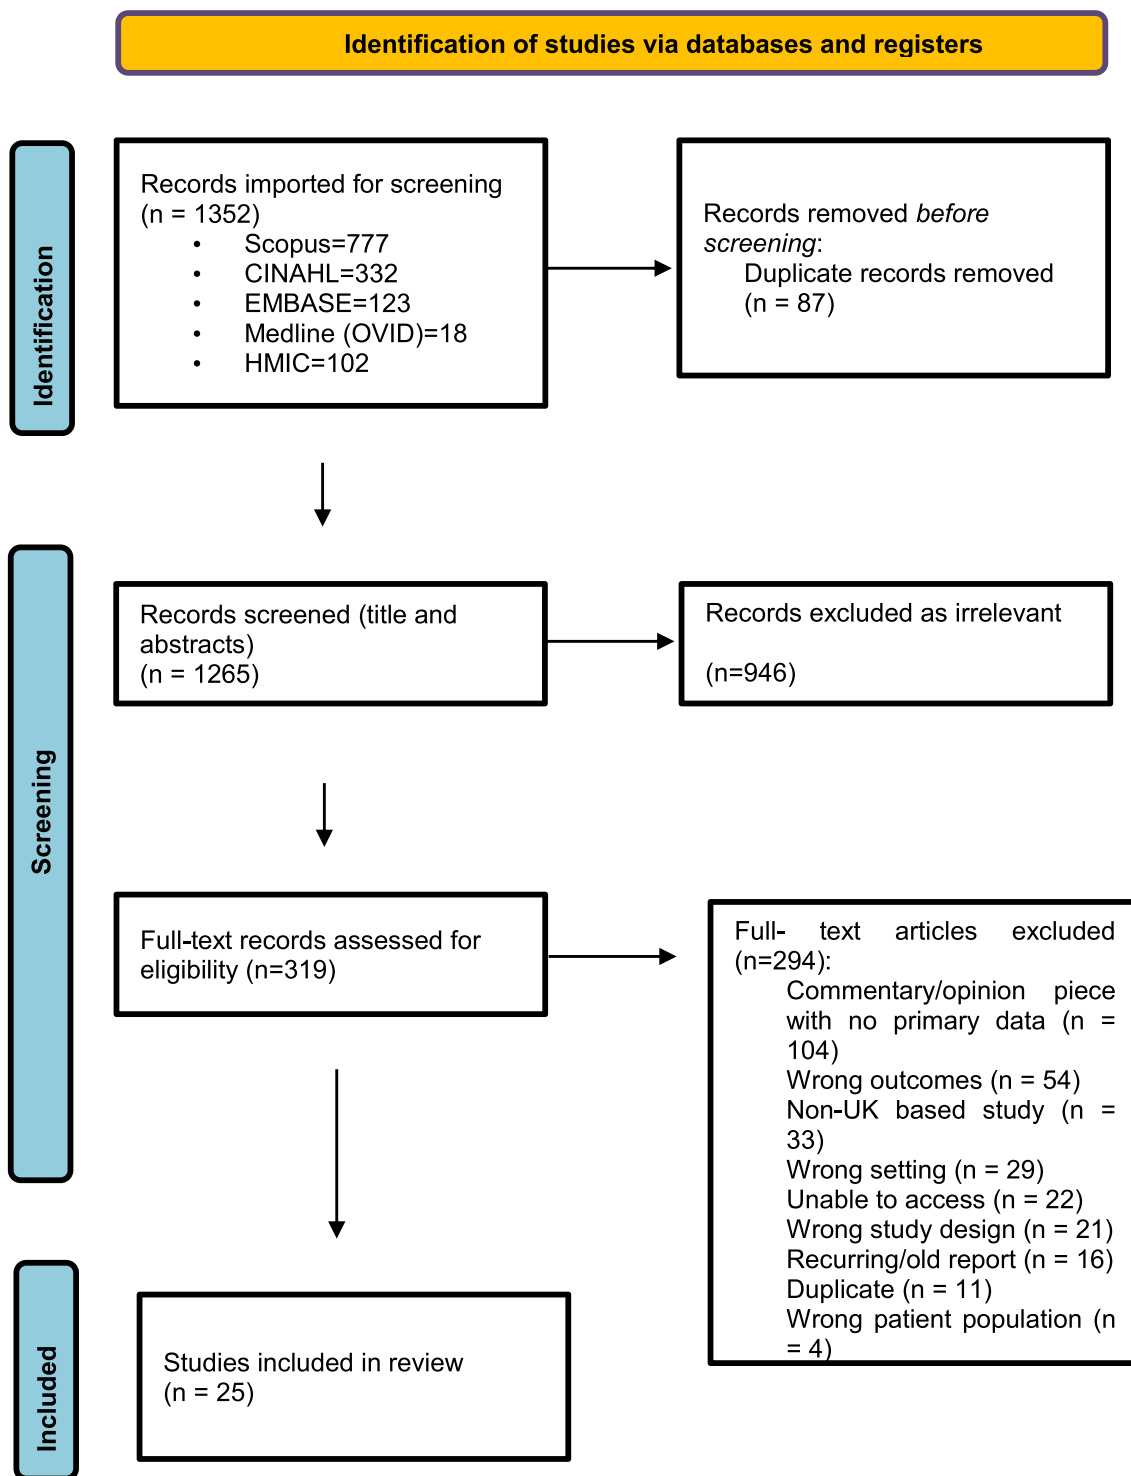 Identification of studies via databases and registers
Identification
Records imported for screening
(n = 1352)
• Scopus=777
• CINAHL=332
• EMBASE=123
• Medline (OVID)=18
• HMIC=102
Records removed before
screening:
Duplicate records removed
(n = 87)
Screening
Records screened (title and
abstracts)
(n = 1265)
Records excluded as irrelevant
(n=946)
Full-text records assessed for
eligibility (n=319)
Full- text articles excluded
(n=294):
Commentary/opinion piece
with no primary data (n =
104)
Wrong outcomes (n = 54)
Non-UK based study (n =
33)
Wrong setting (n = 29)
Unable to access (n = 22)
Wrong study design (n = 21)
Recurring/old report (n = 16)
Duplicate (n = 11)
Wrong patient population (n
= 4)
Included
Studies included in review
(n = 25)